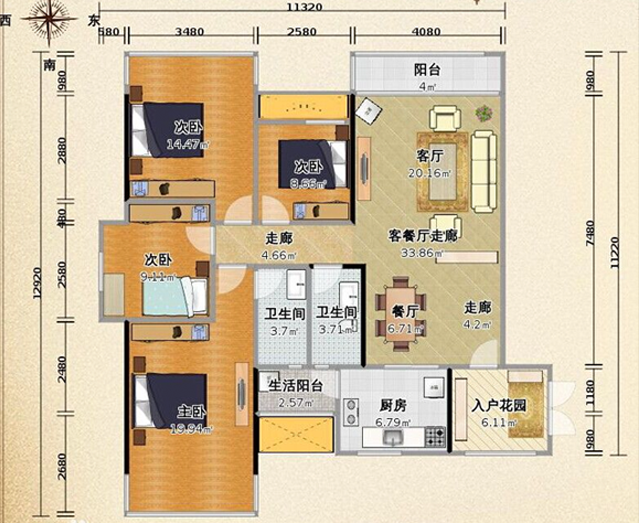 11320
西
东
南
580
3480
2580
4080
980
980
阳台
4㎡
次卧
14.47㎡
2880
次卧
8.66㎡
客厅
20.16㎡
480
7480
走廊
4.66㎡
客餐厅走廊
33.86㎡
12920
11220
2580
次卧
9.11㎡
卫生间
3.7㎡
卫生间
3.71㎡
餐厅
6.71㎡
走廊
4.2㎡
2480
生活阳台
2.57㎡
1180
主卧
19.94㎡
厨房
6.79㎡
入户花园
6.11㎡
980
2680